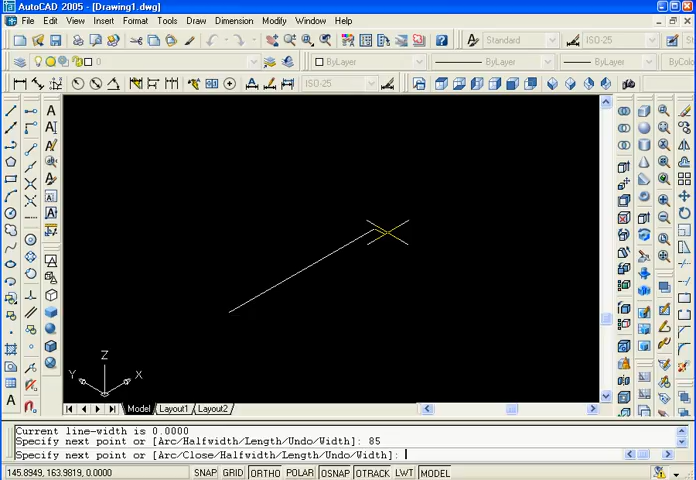 AutoCAD 2005 - [Drawing1.dwg]
File Edit View Insert Format Tools Draw Dimension Modify Window Help
Standard ISO-25
0 ByLayer ByLayer ByLayer ByColo
ISO-25
Z
Y X
Model Layout1 Layout2
Current line-width is 0.0000
Specify next point or [Arc/Halfwidth/Length/Undo/Width]: 85
Specify next point or [Arc/Close/Halfwidth/Length/Undo/Width]:
145.8949, 163.9819, 0.0000 SNAP GRID ORTHO POLAR OSNAP OTRACK LWT MODEL